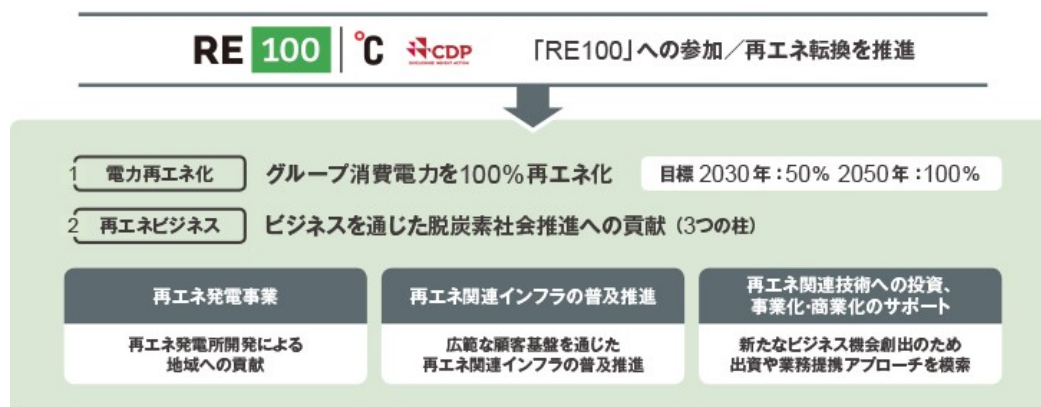 RE 100 °C CDP 「RE100」への参加／再エネ転換を推進
DISCLOSURE INSIGHT ACTION
1 電力再エネ化 グループ消費電力を100％再エネ化 目標 2030年：50％ 2050年：100％
2 再エネビジネス ビジネスを通じた脱炭素社会推進への貢献（3つの柱）
再エネ発電事業
再エネ発電所開発による
地域への貢献
再エネ関連インフラの普及推進
広範な顧客基盤を通じた
再エネ関連インフラの普及推進
再エネ関連技術への投資、
事業化・商業化のサポート
新たなビジネス機会創出のため
出資や業務提携アプローチを模索